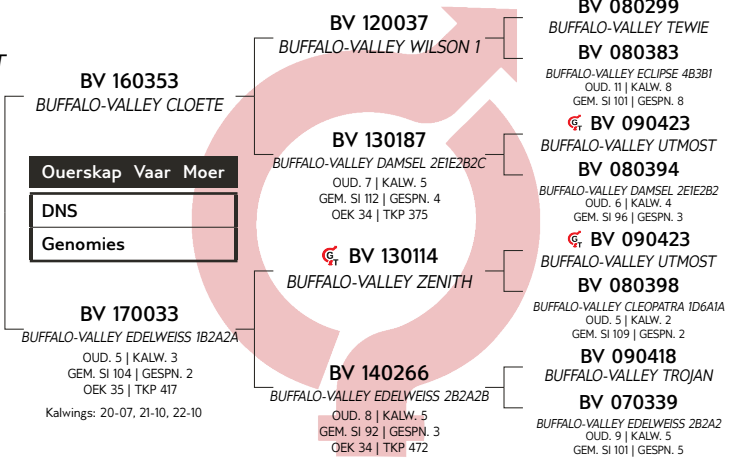 BV 160353
BUFFALO-VALLEY CLOETE
Ouerskap Vaar Moer
DNS
Genomies
BV 170033
BUFFALO-VALLEY EDELWEISS 1B2A2A
OUD. 5 | KALW. 3
GEM. SI 104 | GESPN. 2
OEK 35 | TKP 417
Kalwings: 20-07, 21-10, 22-10
BV 120037
BUFFALO-VALLEY WILSON 1
BV 130187
BUFFALO-VALLEY DAMSEL 2E1E2B2C
OUD. 7 | KALW. 5
GEM. SI 112 | GESPN. 4
OEK 34 | TKP 375
GT BV 130114
BUFFALO-VALLEY ZENITH
BV 140266
BUFFALO-VALLEY EDELWEISS 2B2A2B
OUD. 8 | KALW. 5
GEM. SI 92 | GESPN. 3
OEK 34 | TKP 472
BV 080299
BUFFALO-VALLEY TEWIE
BV 080383
BUFFALO-VALLEY ECLIPSE 4B3B1
OUD. 11 | KALW. 8
GEM. SI 101 | GESPN. 8
GT BV 090423
BUFFALO-VALLEY UTMOST
BV 080394
BUFFALO-VALLEY DAMSEL 2E1E2B2
OUD. 6 | KALW. 4
GEM. SI 96 | GESPN. 3
GT BV 090423
BUFFALO-VALLEY UTMOST
BV 080398
BUFFALO-VALLEY CLEOPATRA 1D6A1A
OUD. 5 | KALW. 2
GEM. SI 109 | GESPN. 2
BV 090418
BUFFALO-VALLEY TROJAN
BV 070339
BUFFALO-VALLEY EDELWEISS 2B2A2
OUD. 9 | KALW. 5
GEM. SI 101 | GESPN. 5